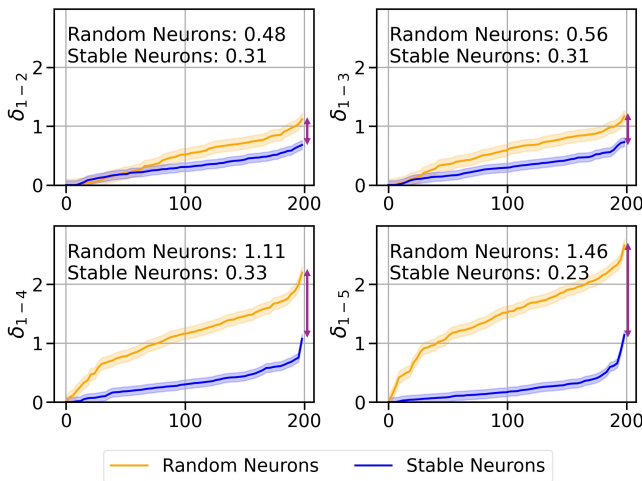 Random Neurons: 0.48
Stable Neurons: 0.31
δ1−2
2
1
0
0
100
200
Random Neurons: 0.56
Stable Neurons: 0.31
δ1−3
2
1
0
0
100
200
Random Neurons: 1.11
Stable Neurons: 0.33
δ1−4
2
1
0
0
100
200
Random Neurons: 1.46
Stable Neurons: 0.23
δ1−5
2
1
0
0
100
200
Random Neurons
Stable Neurons